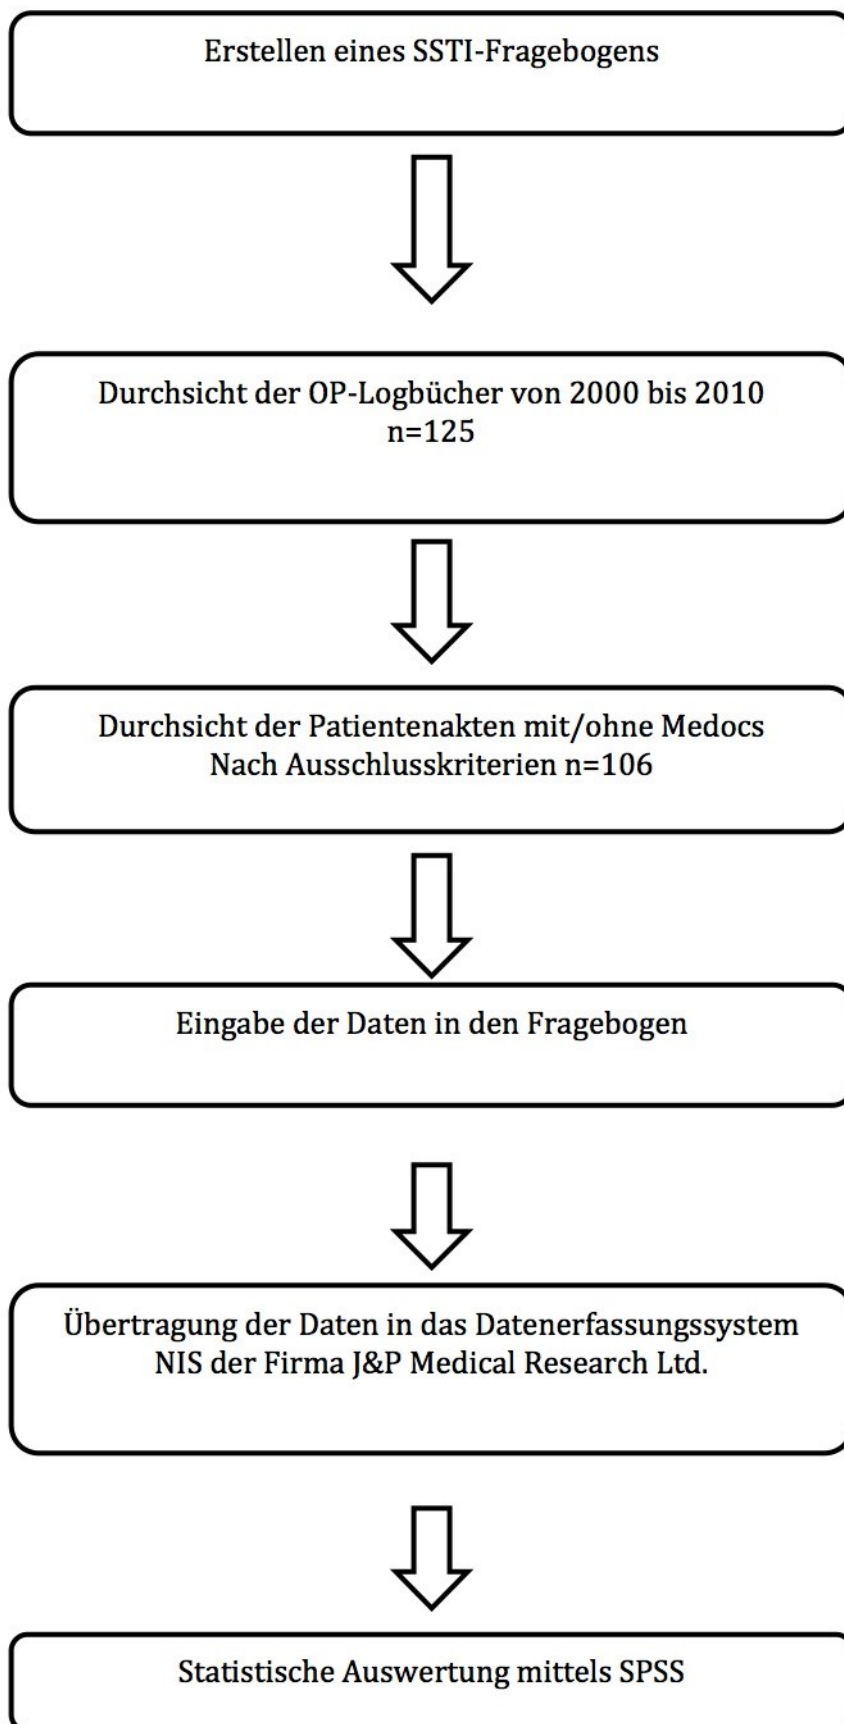 Erstellen eines SSTI-Fragebogens
Durchsicht der OP-Logbücher von 2000 bis 2010
n=125
Durchsicht der Patientenakten mit/ohne Medocs
Nach Ausschlusskriterien n=106
Eingabe der Daten in den Fragebogen
Übertragung der Daten in das Datenerfassungssystem
NIS der Firma J&P Medical Research Ltd.
Statistische Auswertung mittels SPSS